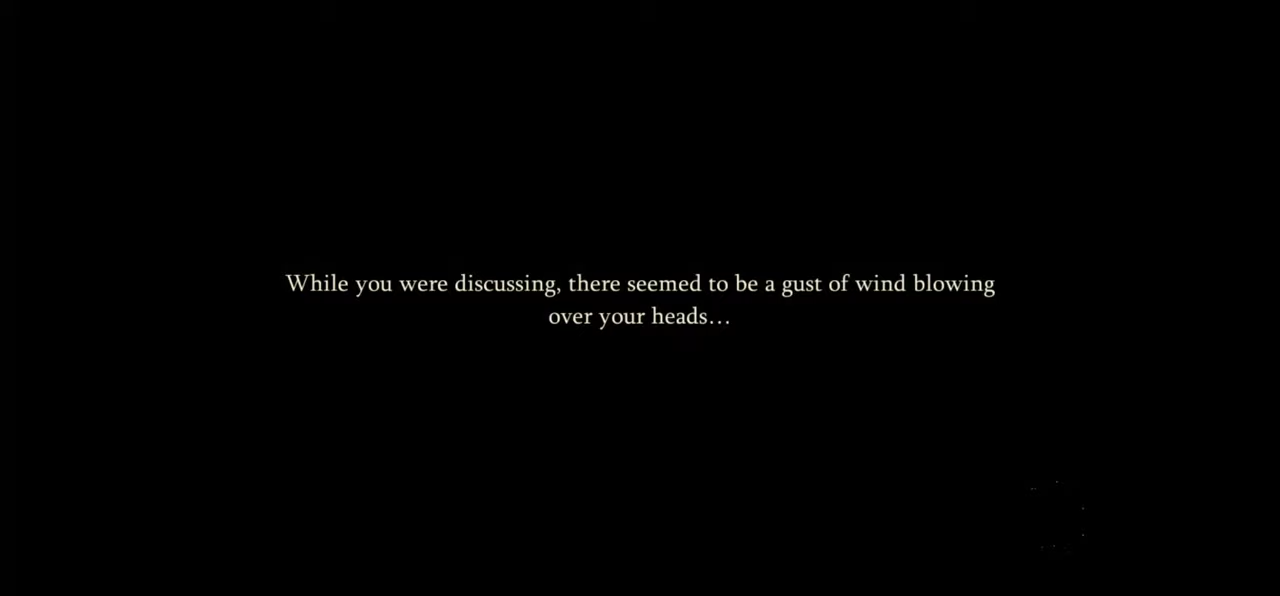 While you were discussing, there seemed to be a gust of wind blowing
over your heads…